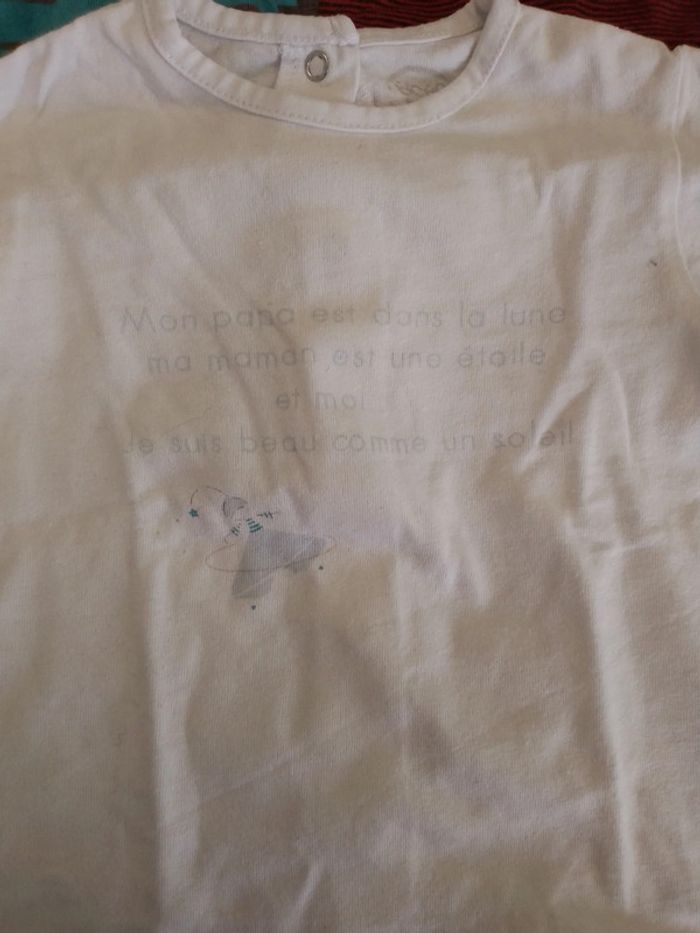 Mon papa est dans la lune
ma maman est une étoile
et moi
Je suis beau comme un soleil